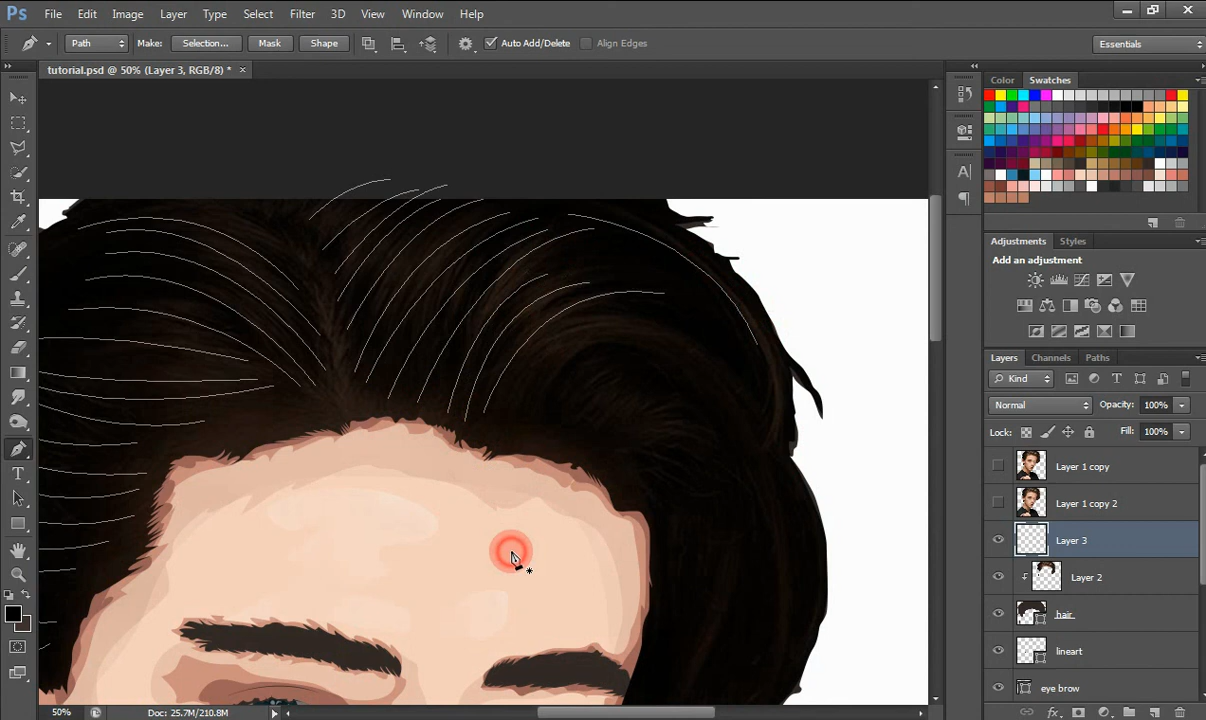 Ps File Edit Image Layer Type Select Filter 3D View Window Help
Path Make: Selection... Mask Shape Auto Add/Delete Align Edges Essentials
tutorial.psd @ 50% (Layer 3, RGB/8) *
Color Swatches
Adjustments Styles
Add an adjustment
Layers Channels Paths
Kind
Normal Opacity: 100%
Lock: Fill: 100%
Layer 1 copy
Layer 1 copy 2
Layer 3
Layer 2
hair
lineart
eye brow
50% Doc: 25.7M/210.8M